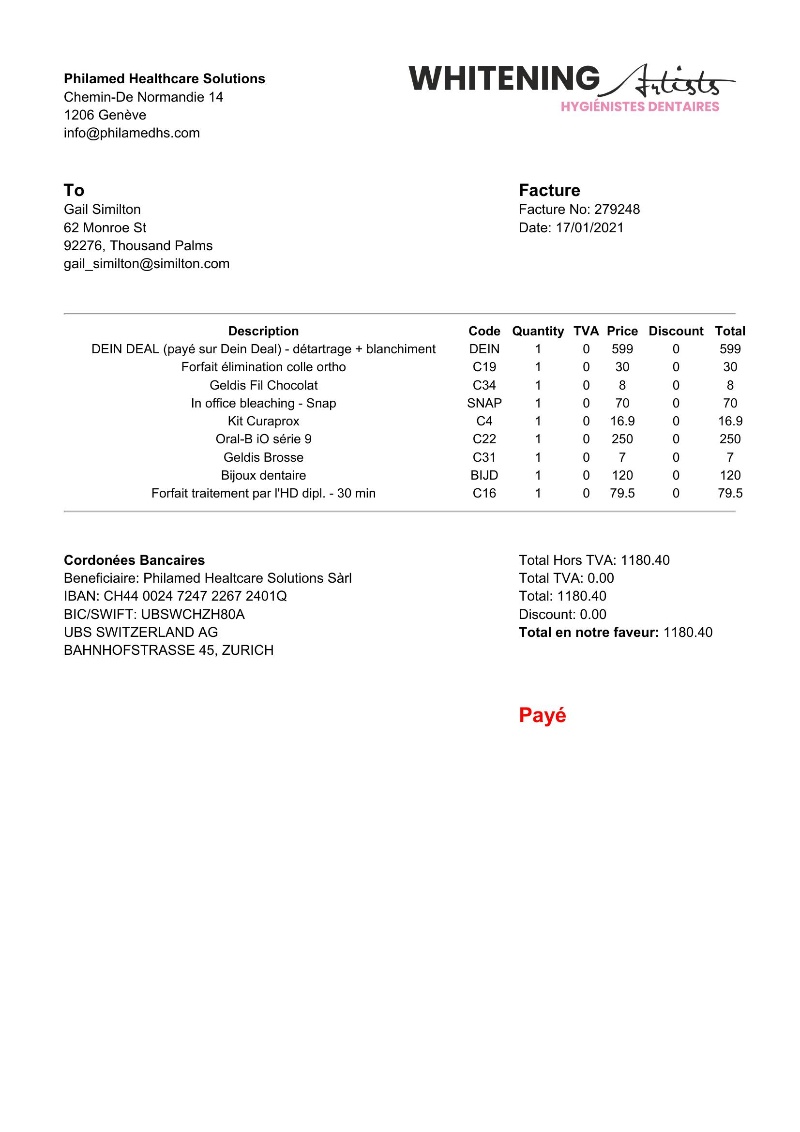 Philamed Healthcare Solutions
Chemin-De Normandie 14
1206 Genève
info@philamedhs.com
WHITENING Artists
HYGIÉNISTES DENTAIRES
To
Gail Similton
62 Monroe St
92276, Thousand Palms
gail_similton@similton.com
Facture
Facture No: 279248
Date: 17/01/2021
Description Code Quantity TVA Price Discount Total
DEIN DEAL (payé sur Dein Deal) - détartrage + blanchiment DEIN 1 0 599 0 599
Forfait élimination colle ortho C19 1 0 30 0 30
Geldis Fil Chocolat C34 1 0 8 0 8
In office bleaching - Snap SNAP 1 0 70 0 70
Kit Curaprox C4 1 0 16.9 0 16.9
Oral-B iO série 9 C22 1 0 250 0 250
Geldis Brosse C31 1 0 7 0 7
Bijoux dentaire BIJD 1 0 120 0 120
Forfait traitement par l'HD dipl. - 30 min C16 1 0 79.5 0 79.5
Cordonées Bancaires
Beneficiaire: Philamed Healtcare Solutions Sàrl
IBAN: CH44 0024 7247 2267 2401Q
BIC/SWIFT: UBSWCHZH80A
UBS SWITZERLAND AG
BAHNHOFSTRASSE 45, ZURICH
Total Hors TVA: 1180.40
Total TVA: 0.00
Total: 1180.40
Discount: 0.00
Total en notre faveur: 1180.40
Payé